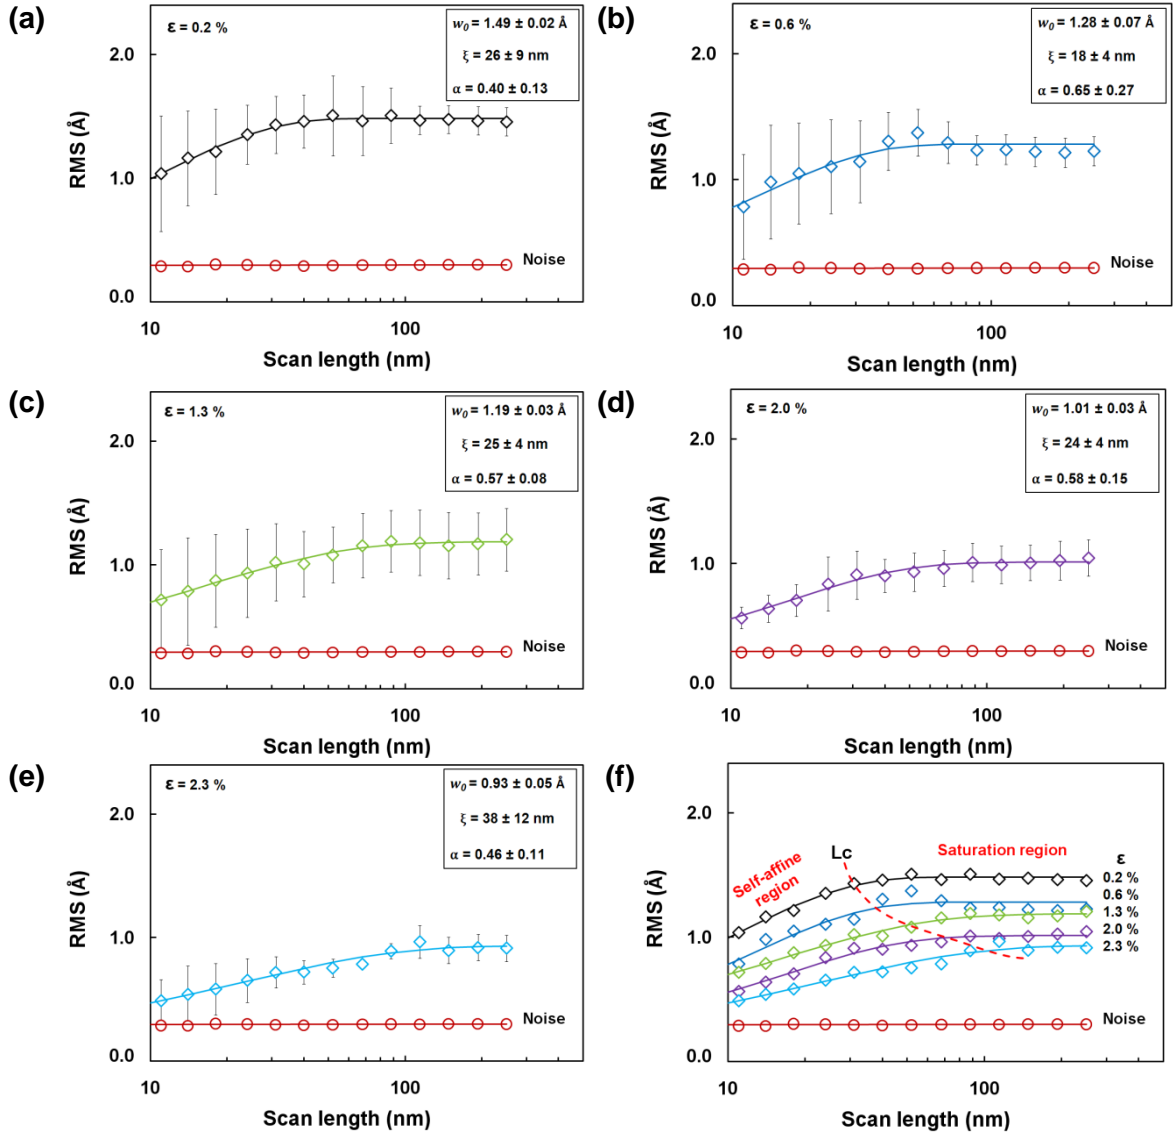 (a)
ε = 0.2 %
w₀ = 1.49 ± 0.02 Å
ξ = 26 ± 9 nm
α = 0.40 ± 0.13
RMS (Å)
2.0
1.0
0.0
Noise
10
100
Scan length (nm)
(b)
ε = 0.6 %
w₀ = 1.28 ± 0.07 Å
ξ = 18 ± 4 nm
α = 0.65 ± 0.27
RMS (Å)
2.0
1.0
0.0
Noise
10
100
Scan length (nm)
(c)
ε = 1.3 %
w₀ = 1.19 ± 0.03 Å
ξ = 25 ± 4 nm
α = 0.57 ± 0.08
RMS (Å)
2.0
1.0
0.0
Noise
10
100
Scan length (nm)
(d)
ε = 2.0 %
w₀ = 1.01 ± 0.03 Å
ξ = 24 ± 4 nm
α = 0.58 ± 0.15
RMS (Å)
2.0
1.0
0.0
Noise
10
100
Scan length (nm)
(e)
ε = 2.3 %
w₀ = 0.93 ± 0.05 Å
ξ = 38 ± 12 nm
α = 0.46 ± 0.11
RMS (Å)
2.0
1.0
0.0
Noise
10
100
Scan length (nm)
(f)
RMS (Å)
2.0
1.0
0.0
Self-affine
region
Lc
Saturation region
ε
0.2 %
0.6 %
1.3 %
2.0 %
2.3 %
Noise
10
100
Scan length (nm)